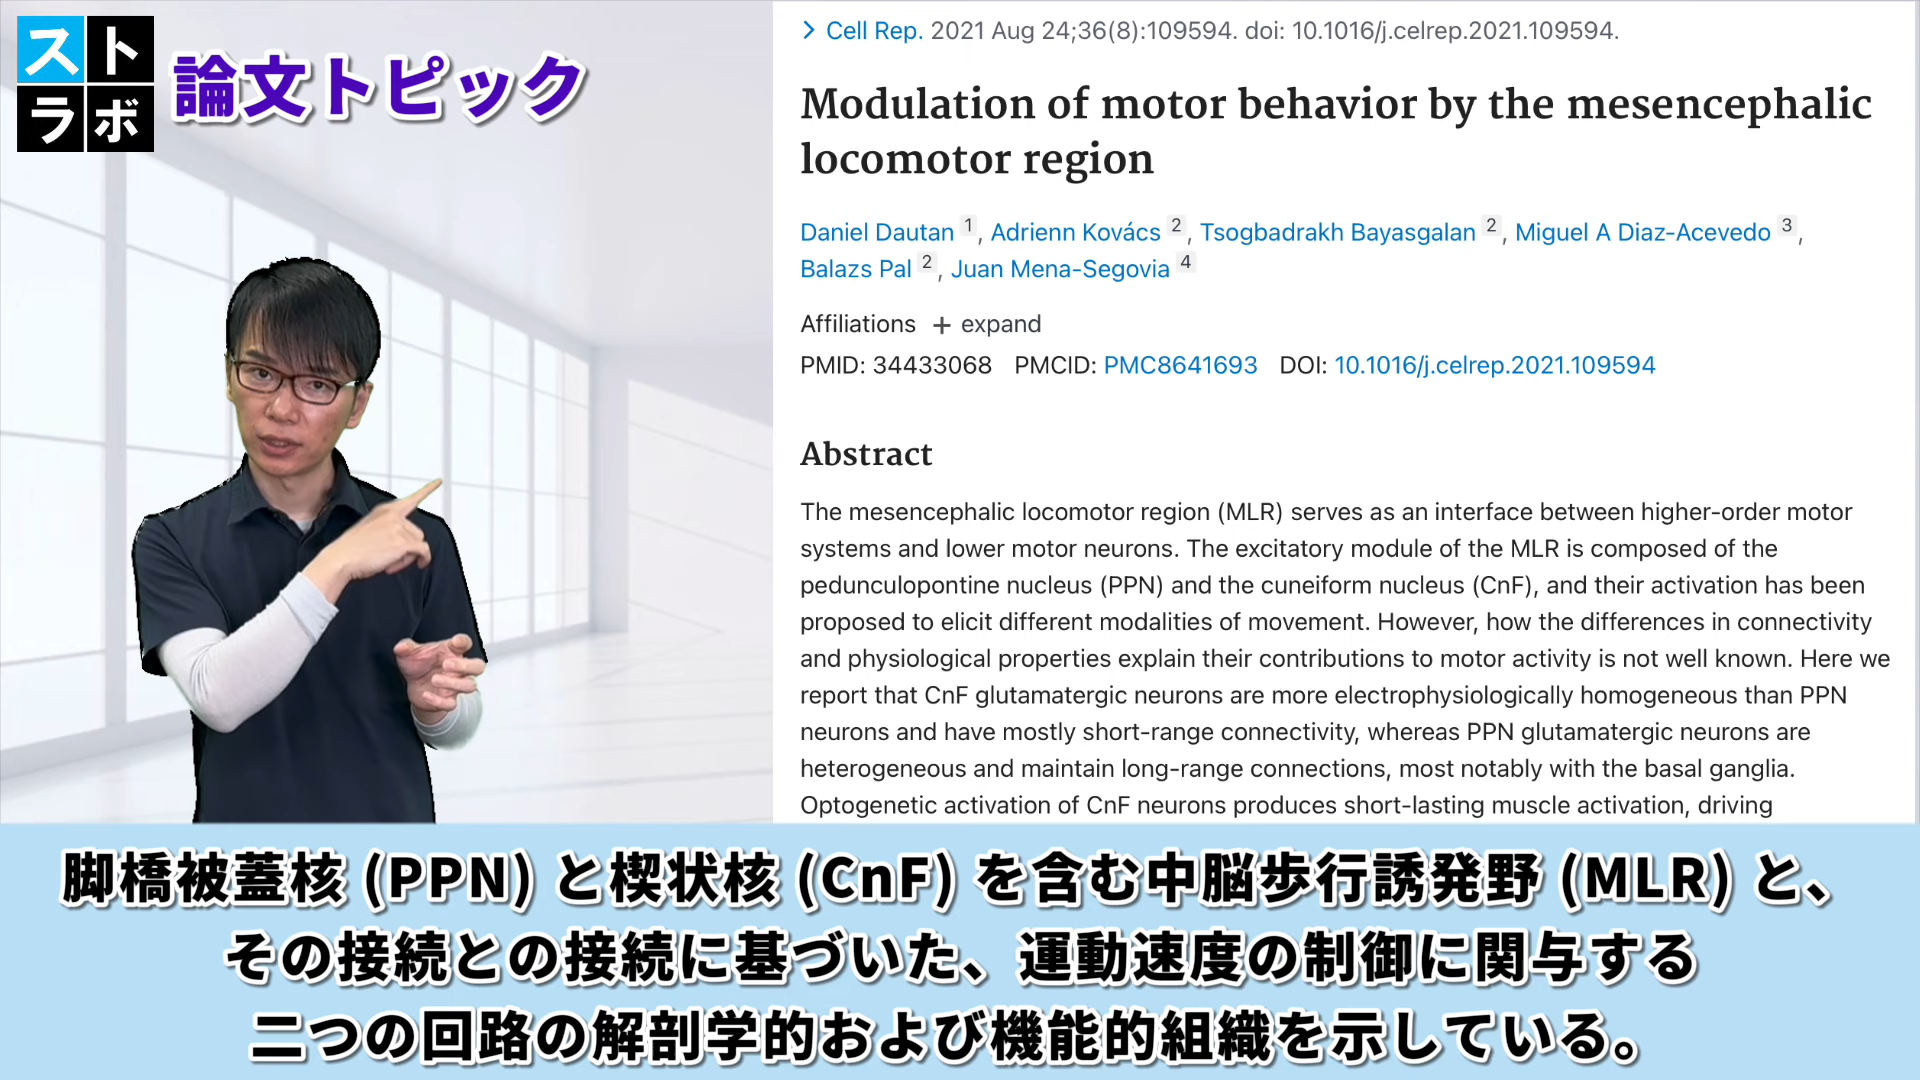 スト
ラボ
論文トピック
Cell Rep. 2021 Aug 24;36(8):109594. doi: 10.1016/j.celrep.2021.109594.
Modulation of motor behavior by the mesencephalic
locomotor region
Daniel Dautan 1, Adrienn Kovács 2, Tsogbadrakh Bayasgalan 2, Miguel A Diaz-Acevedo 3,
Balazs Pal 2, Juan Mena-Segovia 4
Affiliations + expand
PMID: 34433068 PMCID: PMC8641693 DOI: 10.1016/j.celrep.2021.109594
Abstract
The mesencephalic locomotor region (MLR) serves as an interface between higher-order motor
systems and lower motor neurons. The excitatory module of the MLR is composed of the
pedunculopontine nucleus (PPN) and the cuneiform nucleus (CnF), and their activation has been
proposed to elicit different modalities of movement. However, how the differences in connectivity
and physiological properties explain their contributions to motor activity is not well known. Here we
report that CnF glutamatergic neurons are more electrophysiologically homogeneous than PPN
neurons and have mostly short-range connectivity, whereas PPN glutamatergic neurons are
heterogeneous and maintain long-range connections, most notably with the basal ganglia.
Optogenetic activation of CnF neurons produces short-lasting muscle activation, driving
脚橋被蓋核 (PPN) と楔状核 (CnF) を含む中脳歩行誘発野 (MLR) と、
その接続との接続に基づいた、運動速度の制御に関与する
二つの回路の解剖学的および機能的組織を示している。